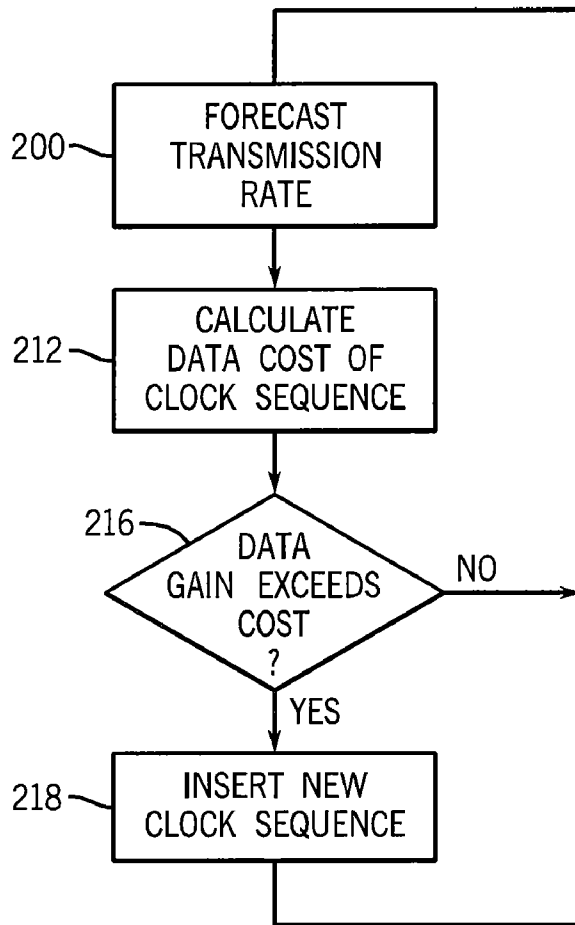 200
FORECAST
TRANSMISSION
RATE
212
CALCULATE
DATA COST OF
CLOCK SEQUENCE
216
DATA
GAIN EXCEEDS
COST
?
NO
YES
218
INSERT NEW
CLOCK SEQUENCE